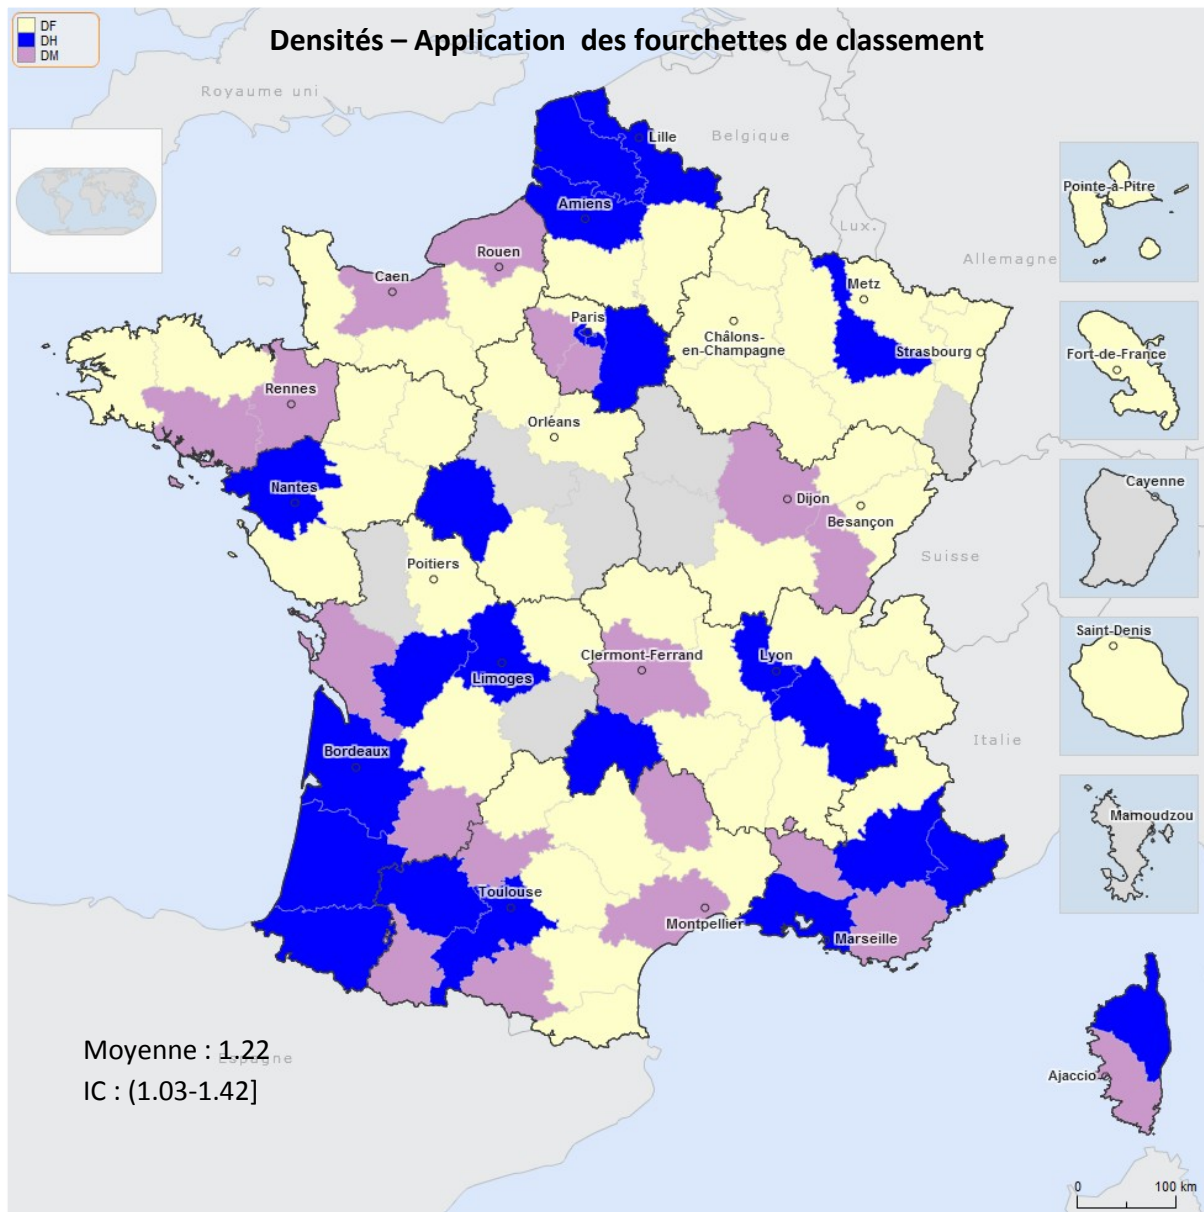 DF
DH
DM
Densités – Application des fourchettes de classement
Royaume uni
Belgique
Lille
Amiens
Pointe-à-Pitre
Lux.
Allemagne
Rouen
Caen
Metz
Paris
Châlons-
en-Champagne
Strasbourg
Fort-de-France
Rennes
Orléans
Nantes
Dijon
Besançon
Cayenne
Suisse
Poitiers
Saint-Denis
Clermont-Ferrand
Lyon
Limoges
Italie
Bordeaux
Mamoudzou
Toulouse
Montpellier
Marseille
Moyenne : 1.22
Espagne
IC : (1.03-1.42]
Ajaccio
0 100 km